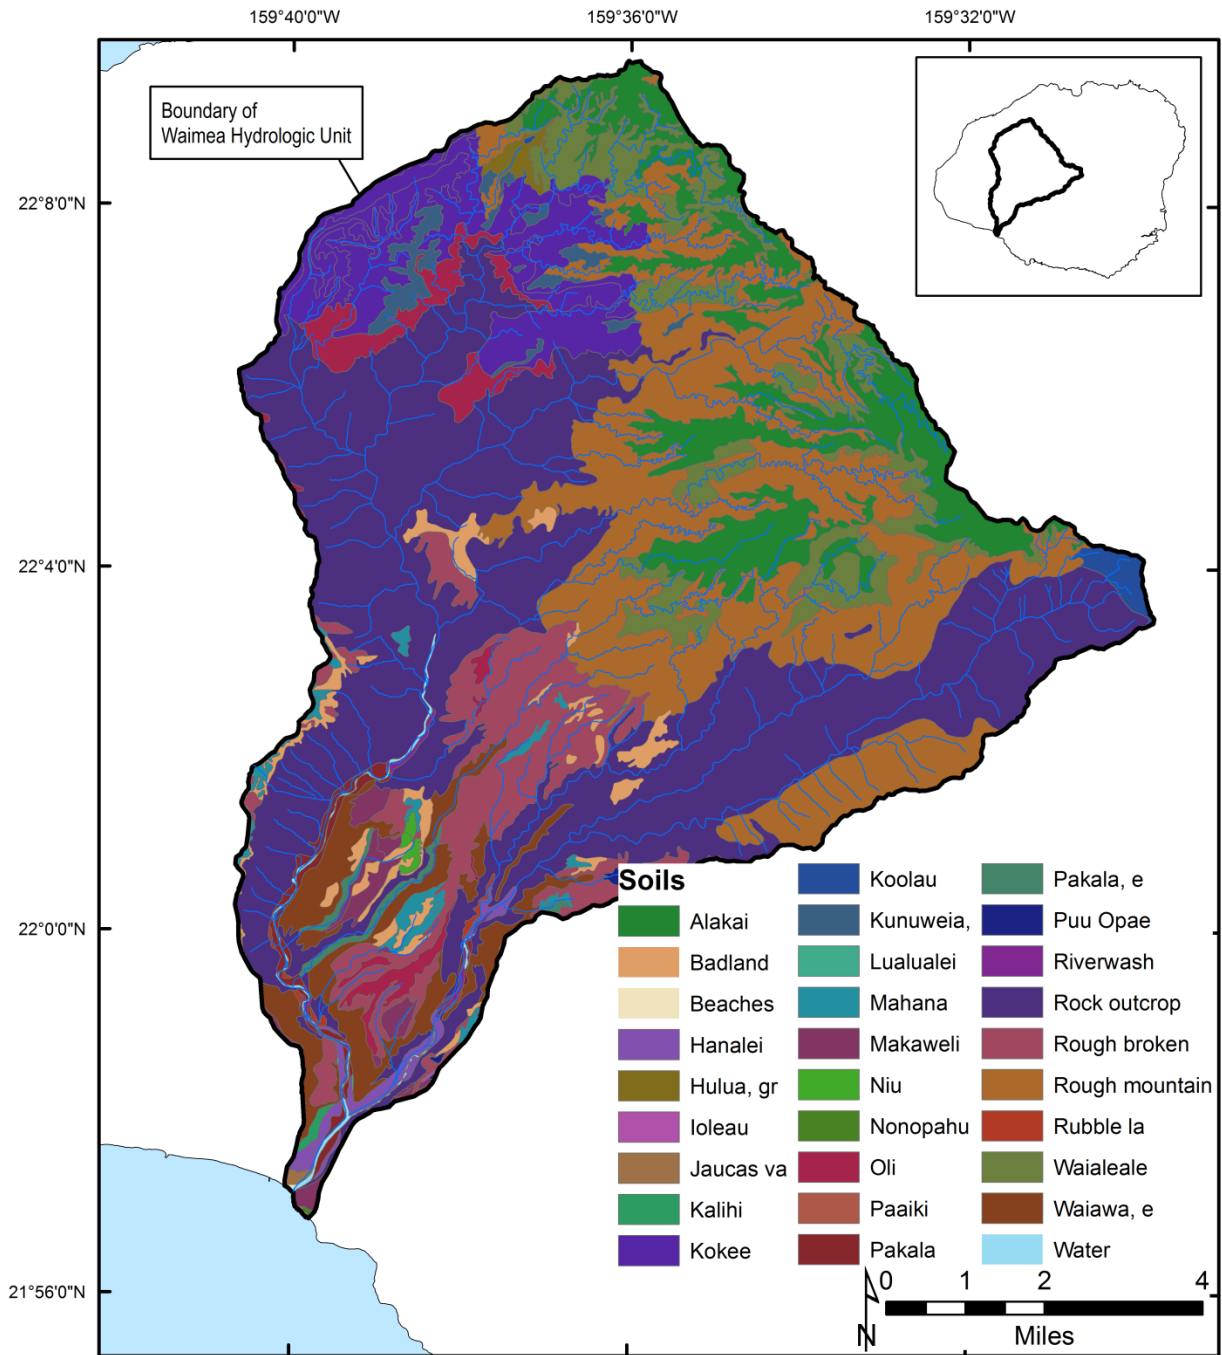 159°40'0"W
159°36'0"W
159°32'0"W
Boundary of
Waimea Hydrologic Unit
22°8'0"N
22°4'0"N
22°0'0"N
21°56'0"N
Soils
Alakai
Badland
Beaches
Hanalei
Hulua, gr
Ioleau
Jaucas va
Kalihi
Kokee
Koolau
Kunuweia,
Lualualei
Mahana
Makaweli
Niu
Nonopahu
Oli
Paaiki
Pakala
Pakala, e
Puu Opae
Riverwash
Rock outcrop
Rough broken
Rough mountain
Rubble la
Waialeale
Waiawa, e
Water
N
0 1 2 4
Miles